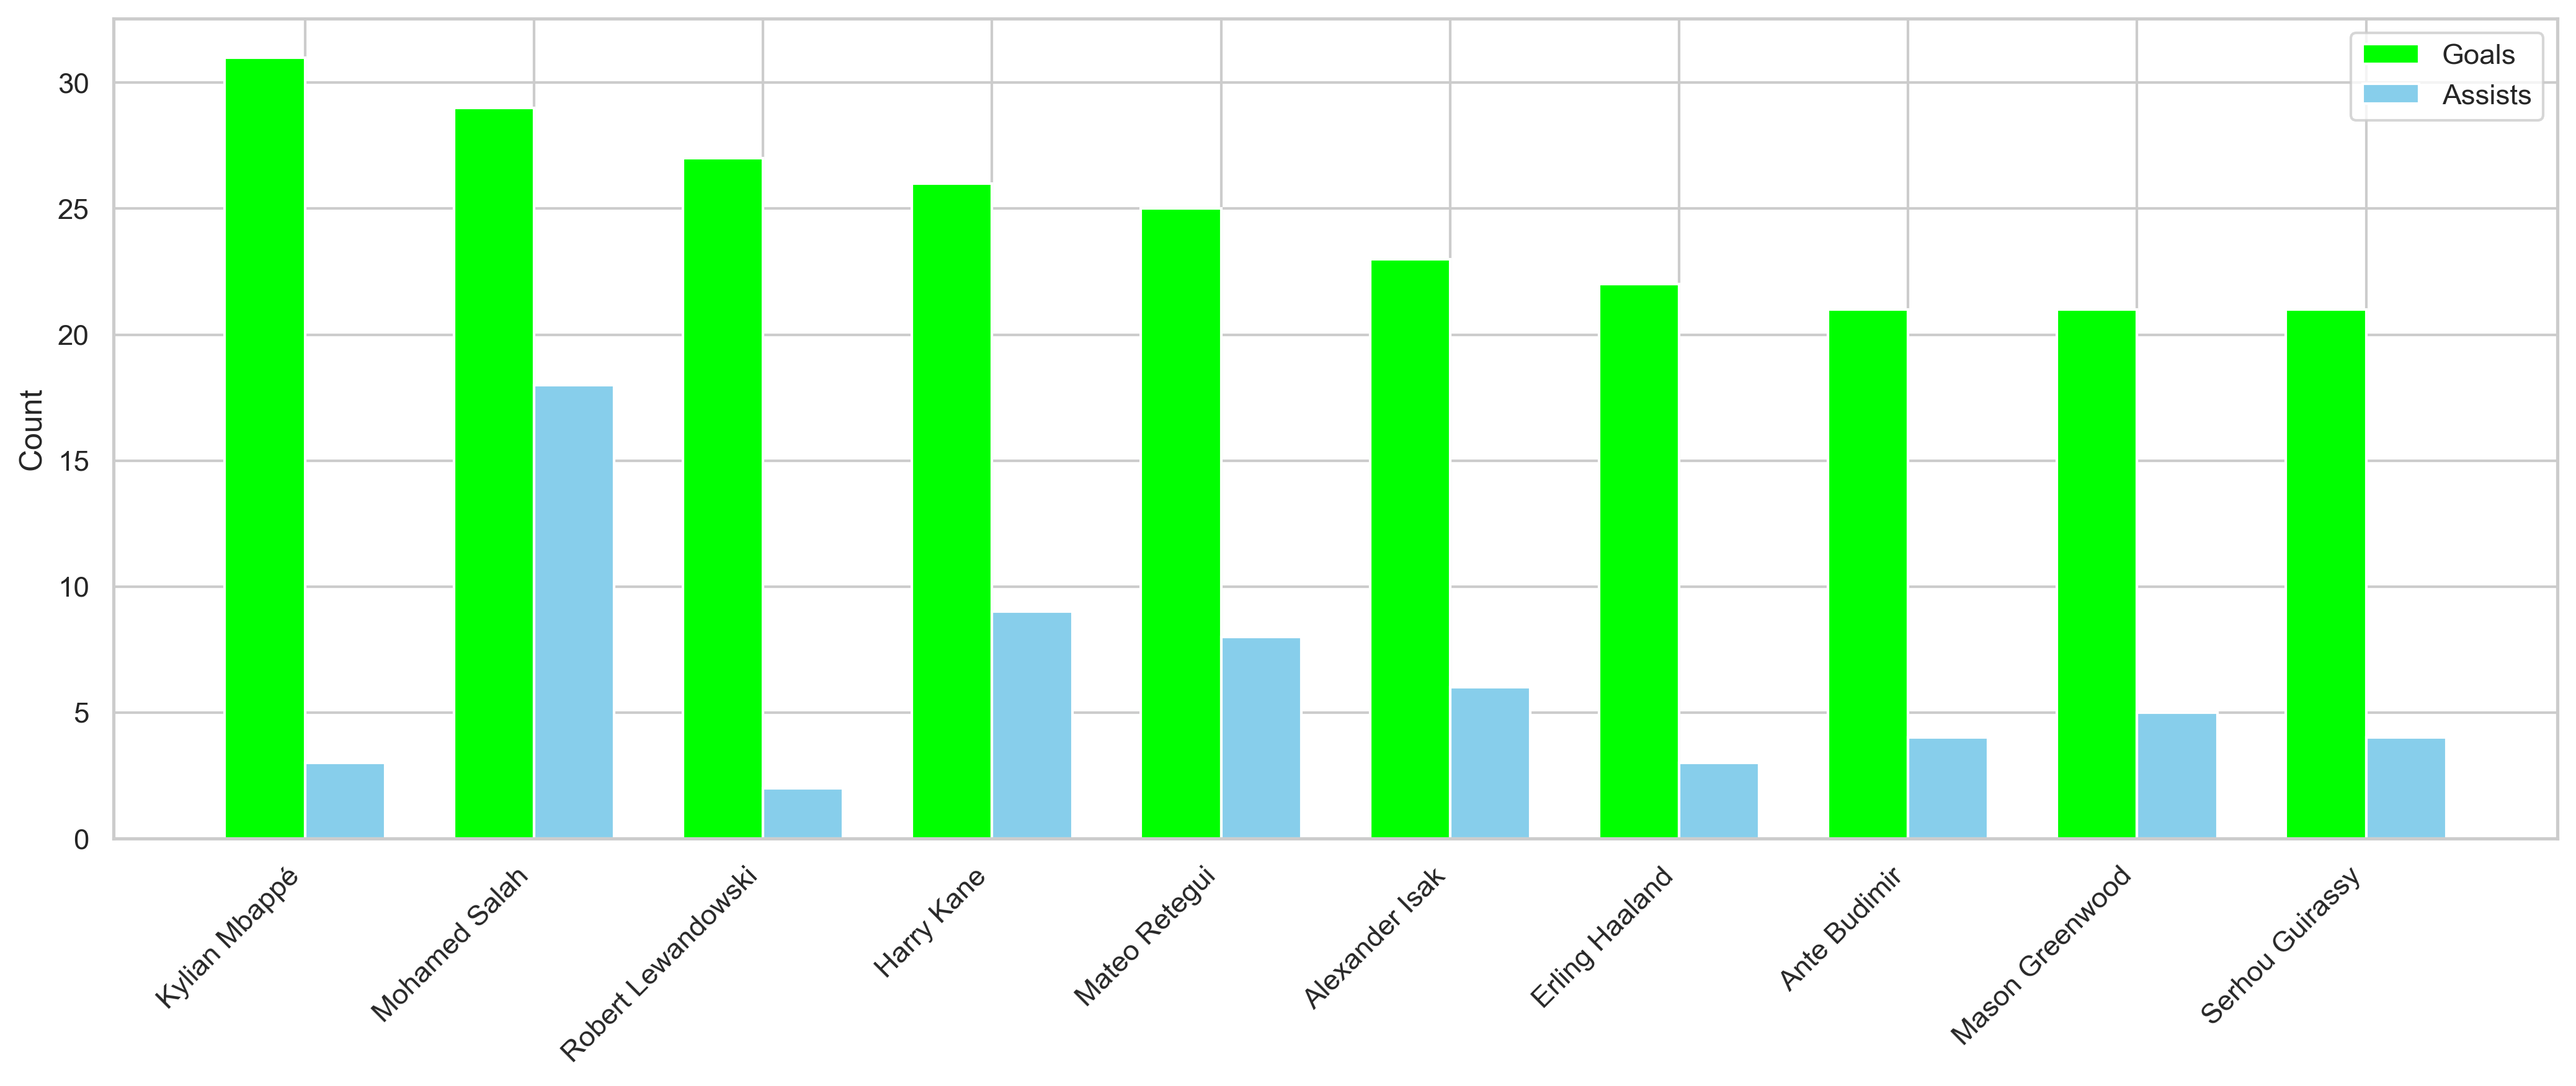 Goals
Assists
30
25
20
15
10
5
0
Count
Kylian Mbappé
Mohamed Salah
Robert Lewandowski
Harry Kane
Mateo Retegui
Alexander Isak
Erling Haaland
Ante Budimir
Mason Greenwood
Serhou Guirassy